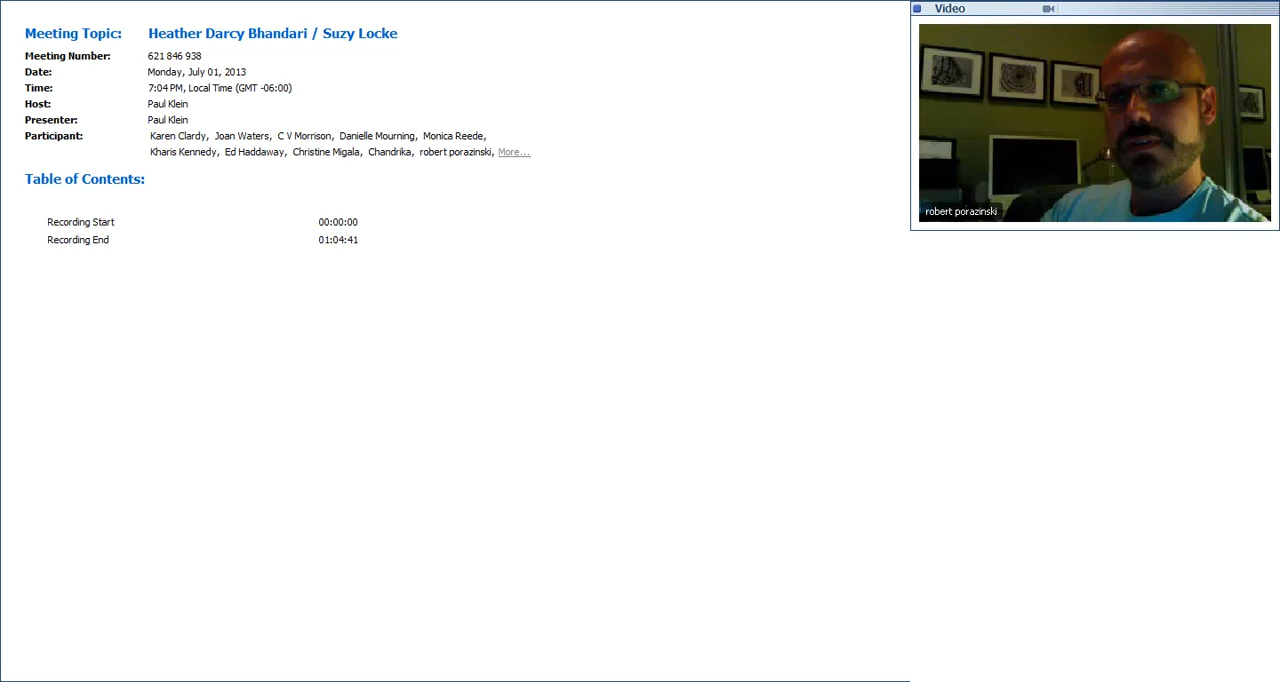 Meeting Topic: Heather Darcy Bhandari / Suzy Locke
Meeting Number: 621 846 938
Date: Monday, July 01, 2013
Time: 7:04 PM, Local Time (GMT -06:00)
Host: Paul Klein
Presenter: Paul Klein
Participant: Karen Clardy, Joan Waters, C V Morrison, Danielle Mourning, Monica Reede,
Kharis Kennedy, Ed Haddaway, Christine Migala, Chandrika, robert porazinski, More...
Table of Contents:
Recording Start 00:00:00
Recording End 01:04:41
Video
robert porazinski